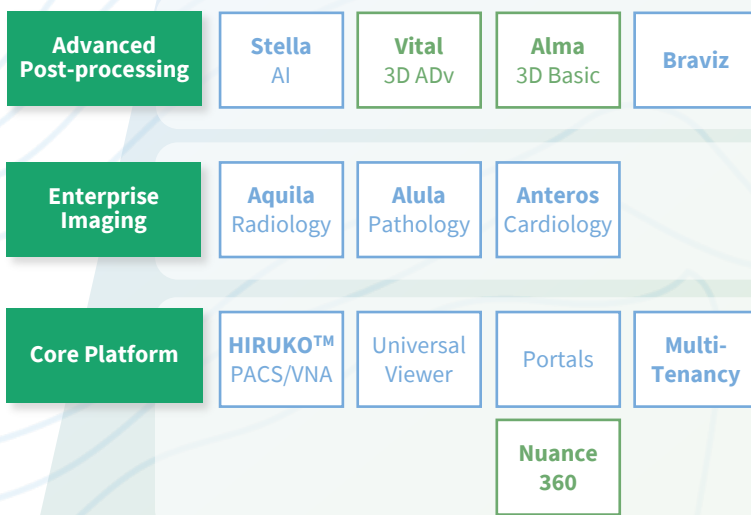 Advanced
Post-processing
Stella
AI
Vital
3D ADv
Alma
3D Basic
Braviz
Enterprise
Imaging
Aquila
Radiology
Alula
Pathology
Anteros
Cardiology
Core Platform
HIRUKO™
PACS/VNA
Universal
Viewer
Portals
Multi-
Tenancy
Nuance
360